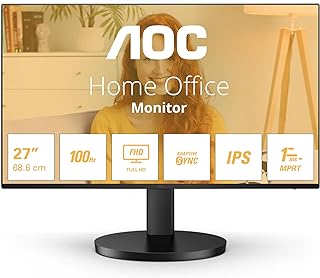 AOC
Home Office
Monitor
27”
68.6 cm
100Hz
FHD
FULL HD
ADAPTIVE
SYNC
IPS
1ms
MPRT